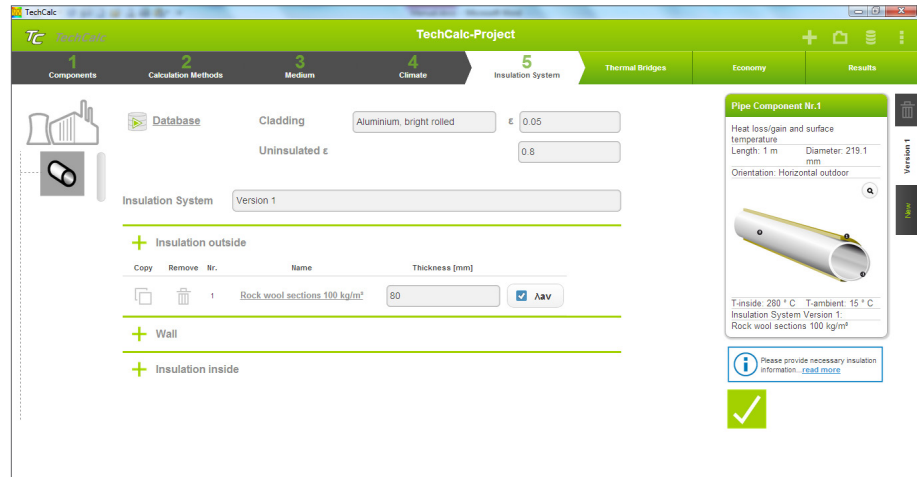 TechCalc
TC TechCalc
TechCalc-Project
1
Components
2
Calculation Methods
3
Medium
4
Climate
5
Insulation System
Thermal Bridges
Economy
Results
Database
Cladding
Aluminium, bright rolled
ε
0.05
Uninsulated ε
0.8
Insulation System
Version 1
+ Insulation outside
Copy Remove Nr. Name Thickness [mm]
1 Rock wool sections 100 kg/m³ 80 λav
+ Wall
+ Insulation inside
Pipe Component Nr.1
Heat loss/gain and surface
temperature
Length: 1 m Diameter: 219.1
mm
Orientation: Horizontal outdoor
T-inside: 280 ° C T-ambient: 15 ° C
Insulation System Version 1:
Rock wool sections 100 kg/m³
Please provide necessary insulation
information...read more
Version 1
New